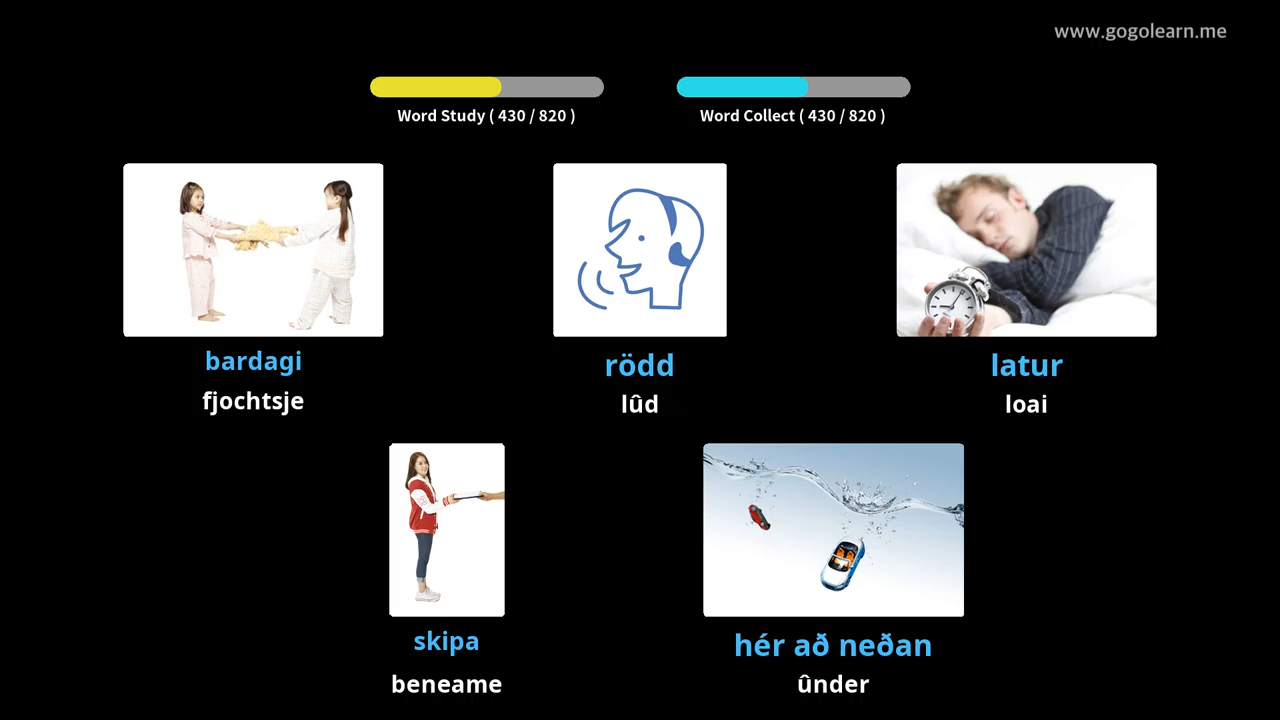 www.gogolearn.me
Word Study ( 430 / 820 )
Word Collect ( 430 / 820 )
bardagi
fjochtsje
rödd
lûd
latur
loai
skipa
beneame
hér að neðan
ûnder